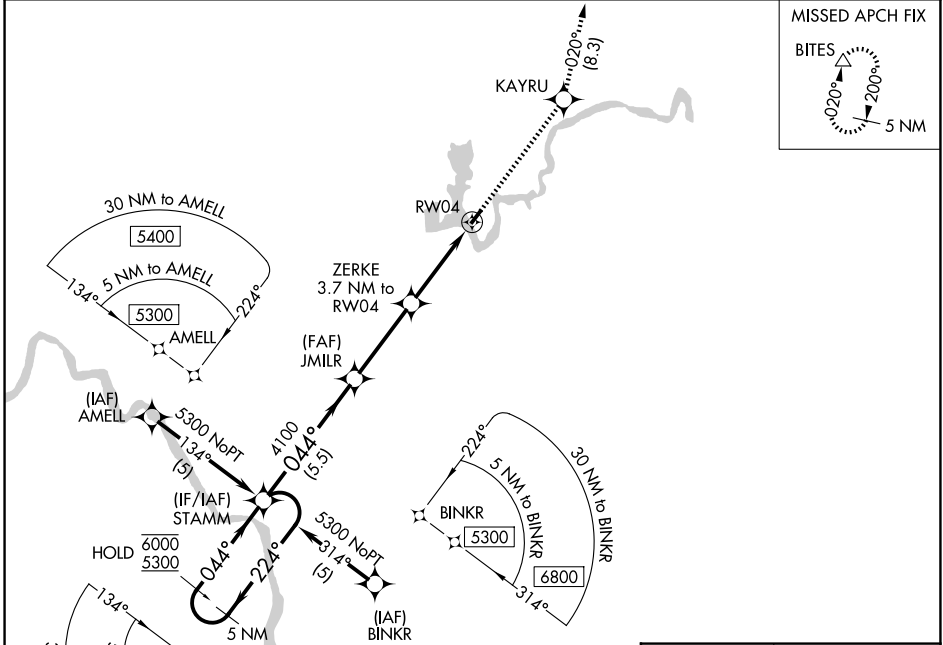 MISSED APCH FIX
BITES
020°
200°
5 NM
020°
(8.3)
KAYRU
RW04
30 NM to AMELL
5400
5 NM to AMELL
134°
224°
5300
AMELL
ZERKE
3.7 NM to
RW04
(FAF)
JMILR
(IAF)
AMELL
5300 NoPT
134°
(5)
4100
044°
(5.5)
(IF/IAF)
STAMM
HOLD
6000
5300
044°
224°
5 NM
5300 NoPT
314°
(5)
(IAF)
BINKR
224°
30 NM to BINKR
5 NM to BINKR
BINKR
5300
6800
314°
134°